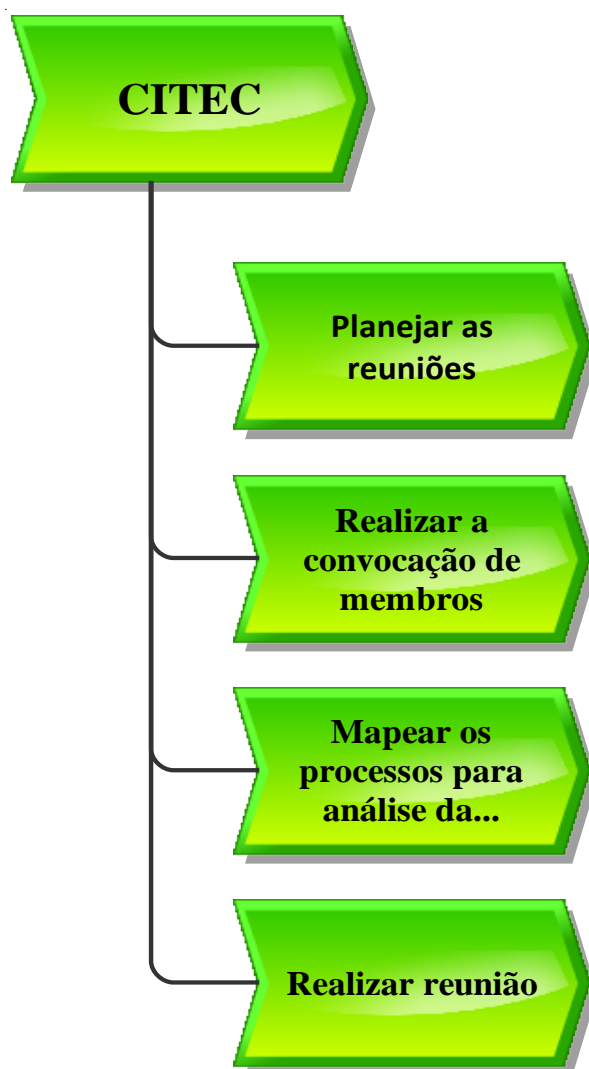 CITEC
Planejar as
reuniões
Realizar a
convocação de
membros
Mapear os
processos para
análise da...
Realizar reunião